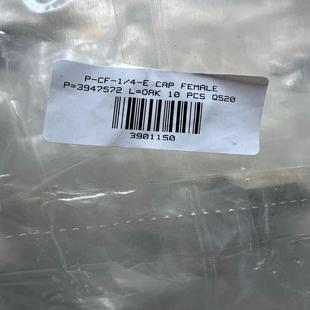 P-CF-1/4-E CAP FEMALE
P=3947572 L=OAK 10 PCS Q520
3901150